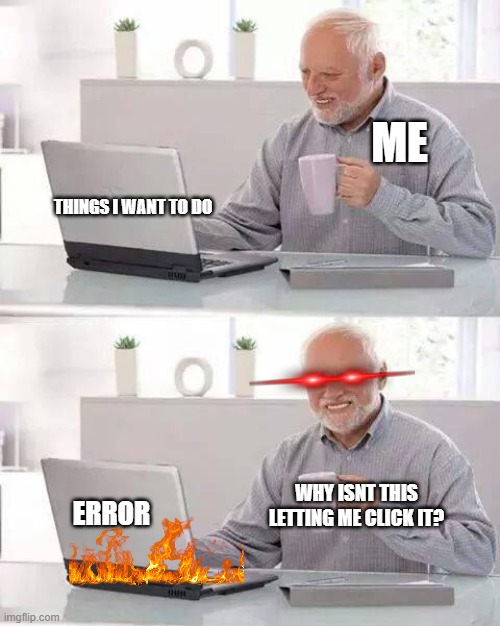 ME
THINGS I WANT TO DO
ERROR
WHY ISNT THIS
LETTING ME CLICK IT?
imgflip.com